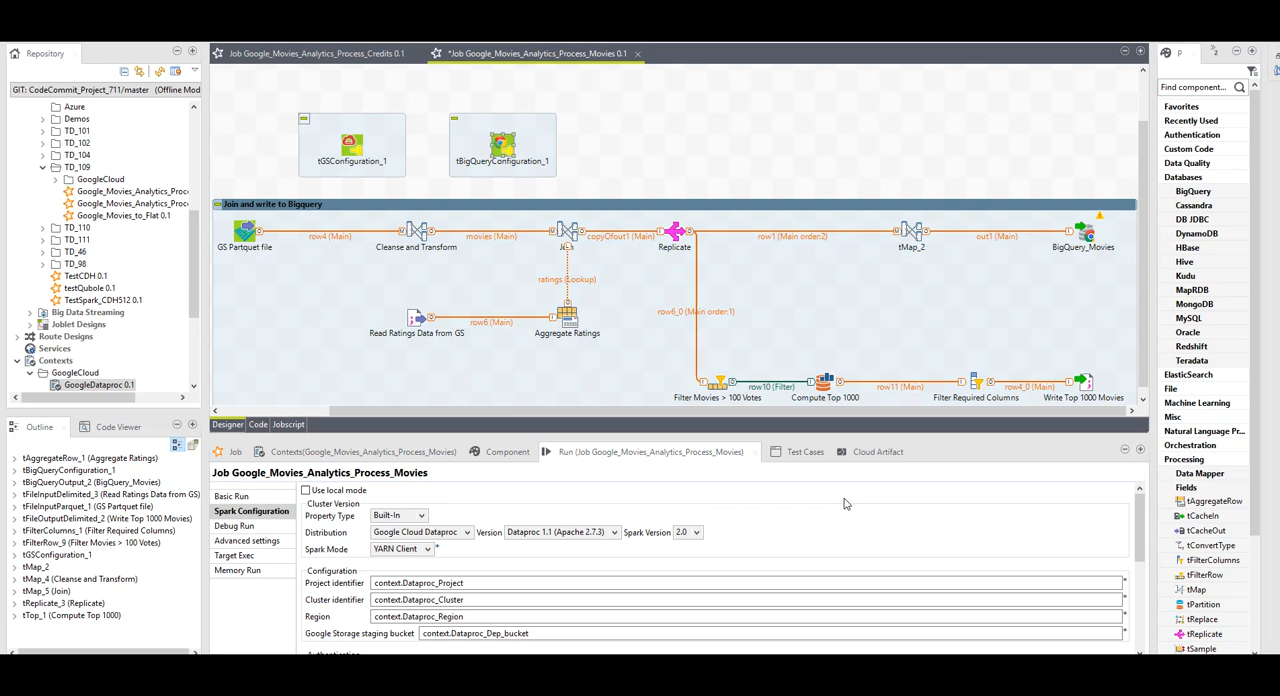 Repository
GIT: CodeCommit_Project_711/master (Offline Mod
Azure
Demos
TD_101
TD_102
TD_104
TD_109
GoogleCloud
Google_Movies_Analytics_Proc
Google_Movies_Analytics_Proc
Google_Movies_to_Flat 0.1
TD_110
TD_111
TD_46
TD_98
TestCDH 0.1
testQubole 0.1
TestSpark_CDH512 0.1
Big Data Streaming
Joblet Designs
Route Designs
Services
Contexts
GoogleCloud
GoogleDataproc 0.1
Outline
Code Viewer
tAggregateRow_1 (Aggregate Ratings)
tBigQueryConfiguration_1
tBigQueryOutput_2 (BigQuery_Movies)
tFileInputDelimited_3 (Read Ratings Data from GS)
tFileInputParquet_1 (GS Partquet file)
tFileOutputDelimited_2 (Write Top 1000 Movies)
tFilterColumns_1 (Filter Required Columns)
tFilterRow_9 (Filter Movies > 100 Votes)
tGSConfiguration_1
tMap_2
tMap_4 (Cleanse and Transform)
tMap_5 (Join)
tReplicate_3 (Replicate)
tTop_1 (Compute Top 1000)
Job Google_Movies_Analytics_Process_Credits 0.1
*Job Google_Movies_Analytics_Process_Movies 0.1
tGSConfiguration_1
tBigQueryConfiguration_1
Join and write to Bigquery
GS Partquet file
row4 (Main)
Cleanse and Transform
movies (Main)
copyOfout1 (Main)
Replicate
row1 (Main order:2)
tMap_2
out1 (Main)
BigQuery_Movies
ratings (Lookup)
Read Ratings Data from GS
row6 (Main)
Aggregate Ratings
row6_0 (Main order:1)
Filter Movies > 100 Votes
row10 (Filter)
Compute Top 1000
row11 (Main)
Filter Required Columns
row4_0 (Main)
Write Top 1000 Movies
Designer
Code
Jobscript
Job
Contexts(Google_Movies_Analytics_Process_Movies)
Component
Run (Job Google_Movies_Analytics_Process_Movies)
Test Cases
Cloud Artifact
Job Google_Movies_Analytics_Process_Movies
Basic Run
Spark Configuration
Debug Run
Advanced settings
Target Exec
Memory Run
Use local mode
Cluster Version
Property Type Built-In
Distribution Google Cloud Dataproc Version Dataproc 1.1 (Apache 2.7.3) Spark Version 2.0
Spark Mode YARN Client *
Configuration
Project identifier context.Dataproc_Project *
Cluster identifier context.Dataproc_Cluster *
Region context.Dataproc_Region *
Google Storage staging bucket context.Dataproc_Dep_bucket *
P
Find component...
Favorites
Recently Used
Authentication
Custom Code
Data Quality
Databases
BigQuery
Cassandra
DB JDBC
DynamoDB
HBase
Hive
Kudu
MapRDB
MongoDB
MySQL
Oracle
Redshift
Teradata
ElasticSearch
File
Machine Learning
Misc
Natural Language Pr
Orchestration
Processing
Data Mapper
Fields
tAggregateRow
tCacheIn
tCacheOut
tConvertType
tFilterColumns
tFilterRow
tMap
tPartition
tReplace
tReplicate
tSample